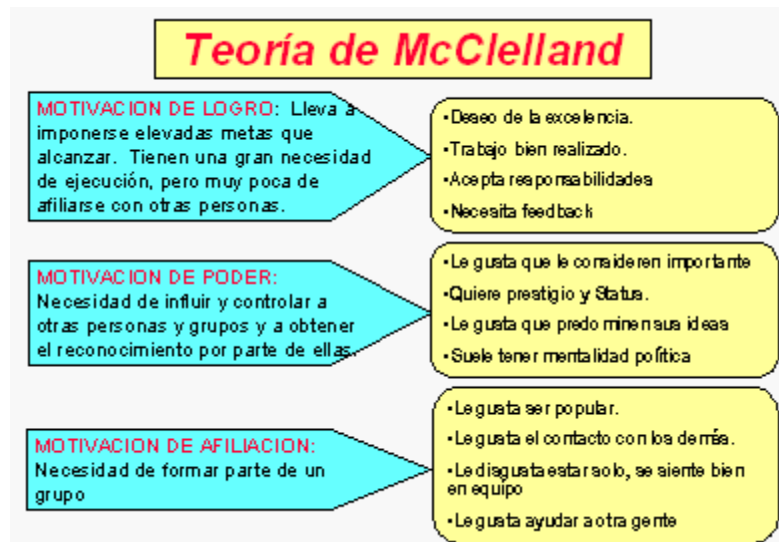 Teoría de McClelland
MOTIVACION DE LOGRO: Lleva a
imponerse elevadas metas que
alcanzar. Tienen una gran necesidad
de ejecución, pero muy poca de
afiliarse con otras personas.
•Deseo de la excelencia.
•Trabajo bien realizado.
•Acepta responsabilidades
•Necesita feedback
MOTIVACION DE PODER:
Necesidad de influir y controlar a
otras personas y grupos y a obtener
el reconocimiento por parte de ellas.
•Le gusta que le consideren importante
•Quiere prestigio y Status.
•Le gusta que predominen sus ideas
•Suele tener mentalidad política
MOTIVACION DE AFILIACION:
Necesidad de formar parte de un
grupo
•Le gusta ser popular.
•Le gusta el contacto con los demás.
•Le disgusta estar solo, se siente bien
en equipo
•Le gusta ayudar a otra gente